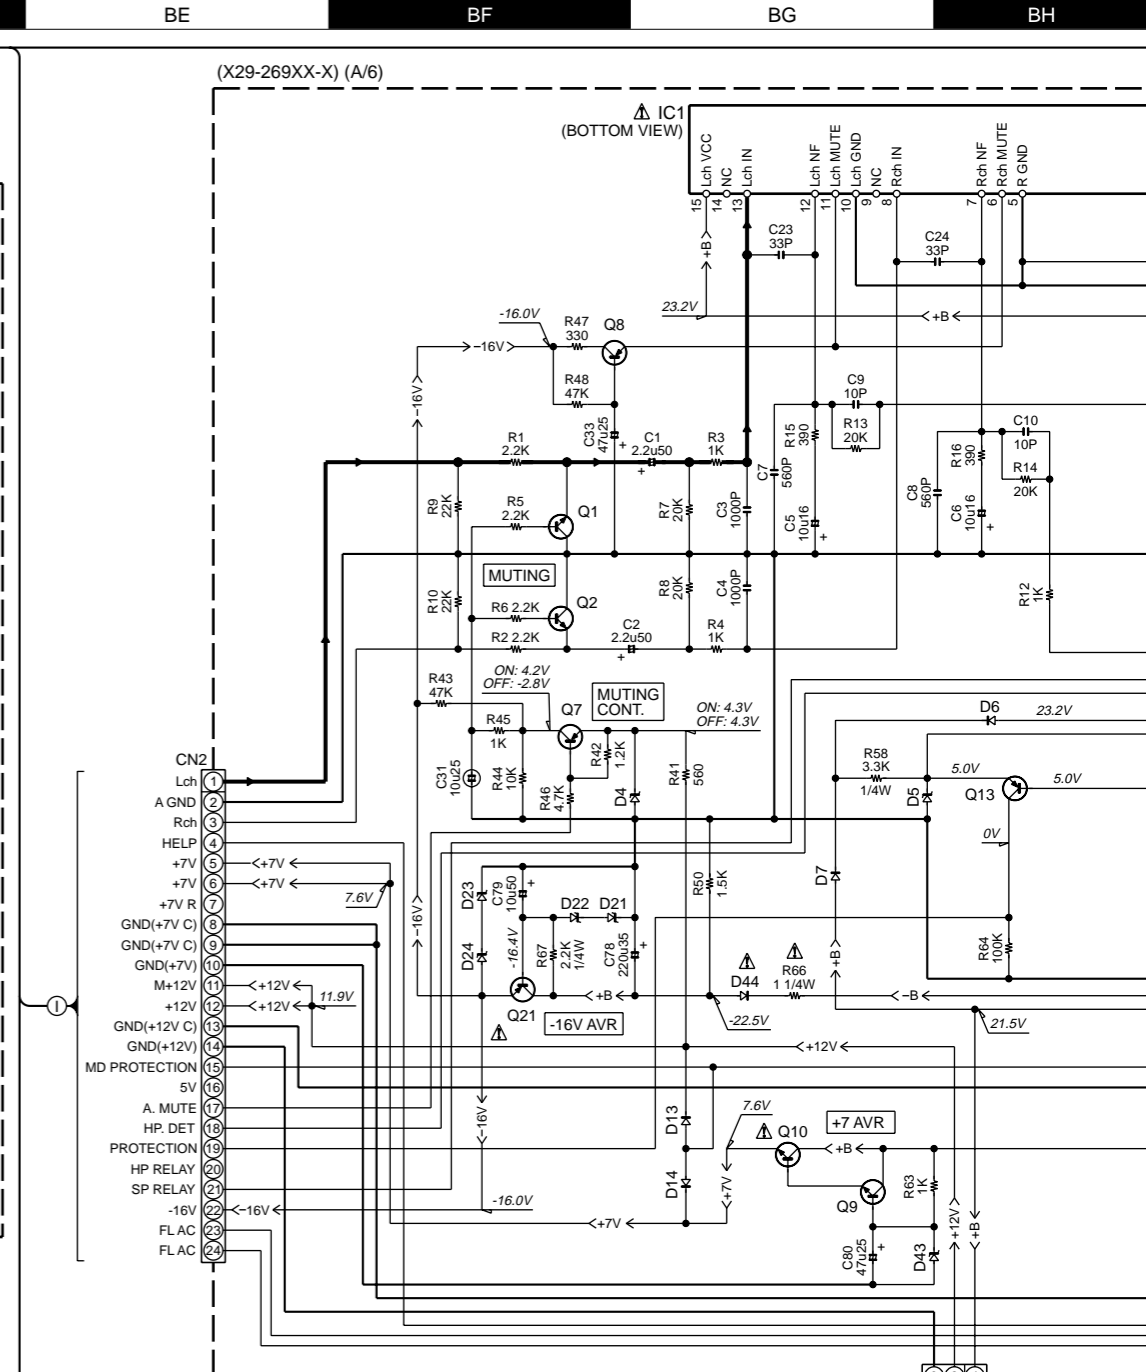 BE
BF
BG
BH
(X29-269XX-X) (A/6)
⚠ IC1
(BOTTOM VIEW)
Lch VCC
NC
Lch IN
Lch NF
Lch MUTE
Lch GND
NC
Rch IN
Rch NF
Rch MUTE
R GND
15
14
13
12
11
10
9
8
7
6
5
C23
33P
C24
33P
+B
23.2V
+B
-16.0V
R47
330
Q8
−16V
R48
47K
−16V
C33
47u25
+
R1
2.2K
C1
2.2u50
+
R3
1K
C9
10P
R15
390
R13
20K
C7
560P
C10
10P
R16
390
R14
20K
C8
560P
R9
22K
R5
2.2K
Q1
R7
20K
C3
1000P
C5
10u16
+
C6
10u16
+
MUTING
R10
22K
R6 2.2K
Q2
R8
20K
C4
1000P
R12
1K
R2 2.2K
C2
2.2u50
+
R4
1K
ON: 4.2V
OFF: -2.8V
R43
47K
Q7
MUTING
CONT.
ON: 4.3V
OFF: 4.3V
D6
23.2V
R45
1K
R42
1.2K
C31
10u25
R44
10K
R46
4.7K
D4
R41
560
R58
3.3K
1/4W
5.0V
D5
Q13
5.0V
0V
CN2
Lch 1
A GND 2
Rch 3
HELP 4
+7V 5 +7V
+7V 6 +7V
7.6V
+7V R 7
GND(+7V C) 8
GND(+7V C) 9
GND(+7V) 10
M+12V 11 +12V
+12V 12 +12V
11.9V
GND(+12V C) 13
GND(+12V) 14
MD PROTECTION 15
5V 16
A. MUTE 17
HP. DET 18
PROTECTION 19
HP RELAY 20
SP RELAY 21
-16V 22 −16V
FL AC 23
FL AC 24
I
D23
C79
10u50
+
D22
D21
R50
1.5K
D7
−16V
D24
-16.4V
R67
2.2K
1/4W
C78
220u35
+
+B
R64
100K
⚠
D44
⚠
R66
1 1/4W
−B
+B
Q21
⚠
-16V AVR
-22.5V
21.5V
+12V
−16V
D13
7.6V
⚠ Q10
+7 AVR
+B
D14
+7V
Q9
R63
1K
-16.0V
+7V
C80
47u25
+
D43
+12V
+B